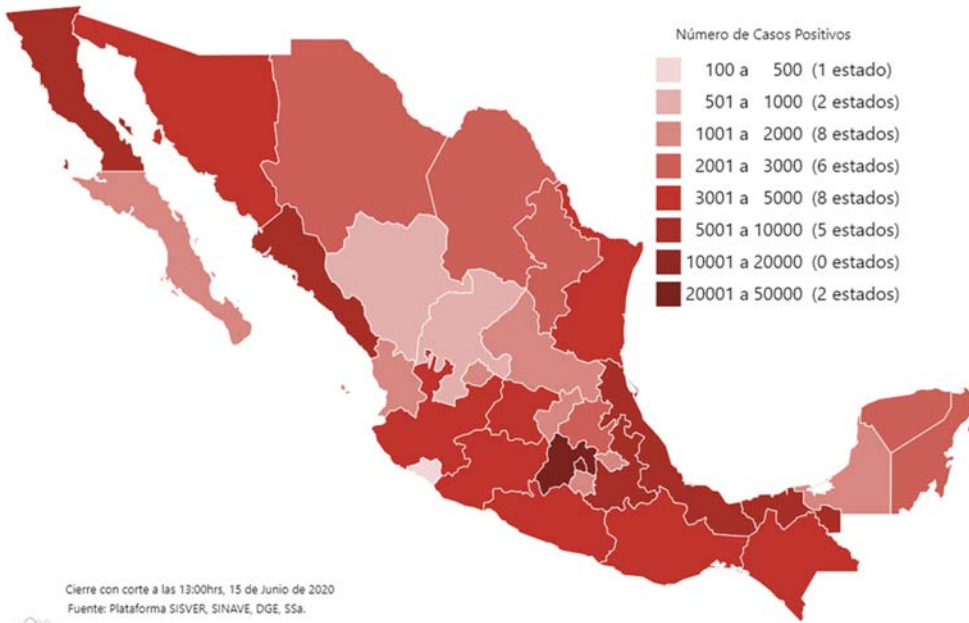 Número de Casos Positivos
100 a 500 (1 estado)
501 a 1000 (2 estados)
1001 a 2000 (8 estados)
2001 a 3000 (6 estados)
3001 a 5000 (8 estados)
5001 a 10000 (5 estados)
10001 a 20000 (0 estados)
20001 a 50000 (2 estados)
Cierre con corte a las 13:00hrs, 15 de Junio de 2020
Fuente: Plataforma SISVER, SINAVE, DGE, SSa.